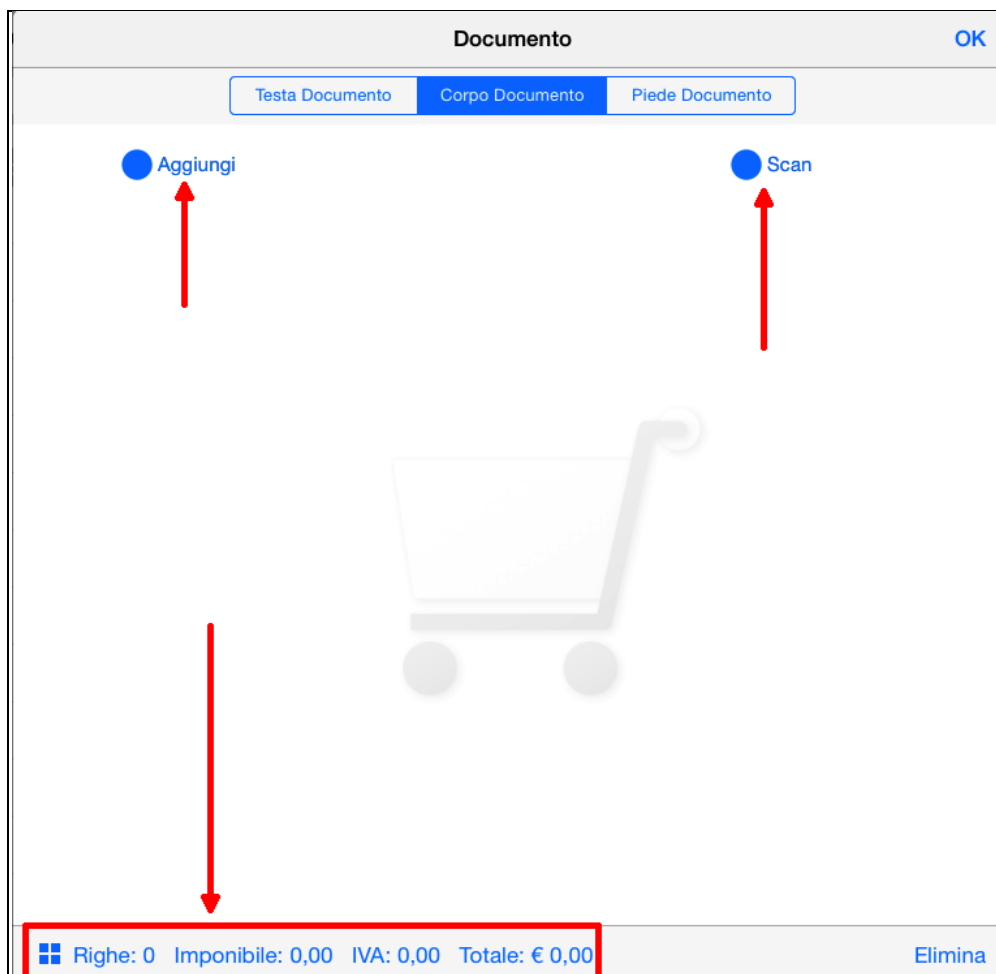 Documento OK
Testa Documento Corpo Documento Piede Documento
Aggiungi Scan
Righe: 0 Imponibile: 0,00 IVA: 0,00 Totale: € 0,00 Elimina